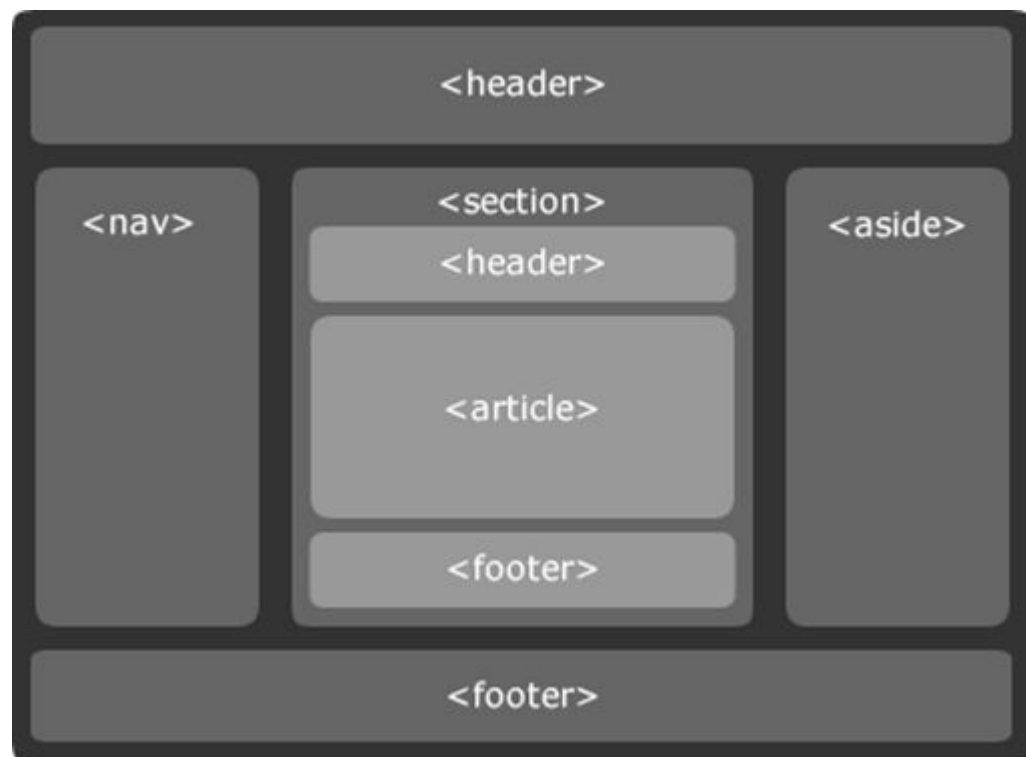 <header>
<nav>
<section>
<header>
<article>
<footer>
<aside>
<footer>